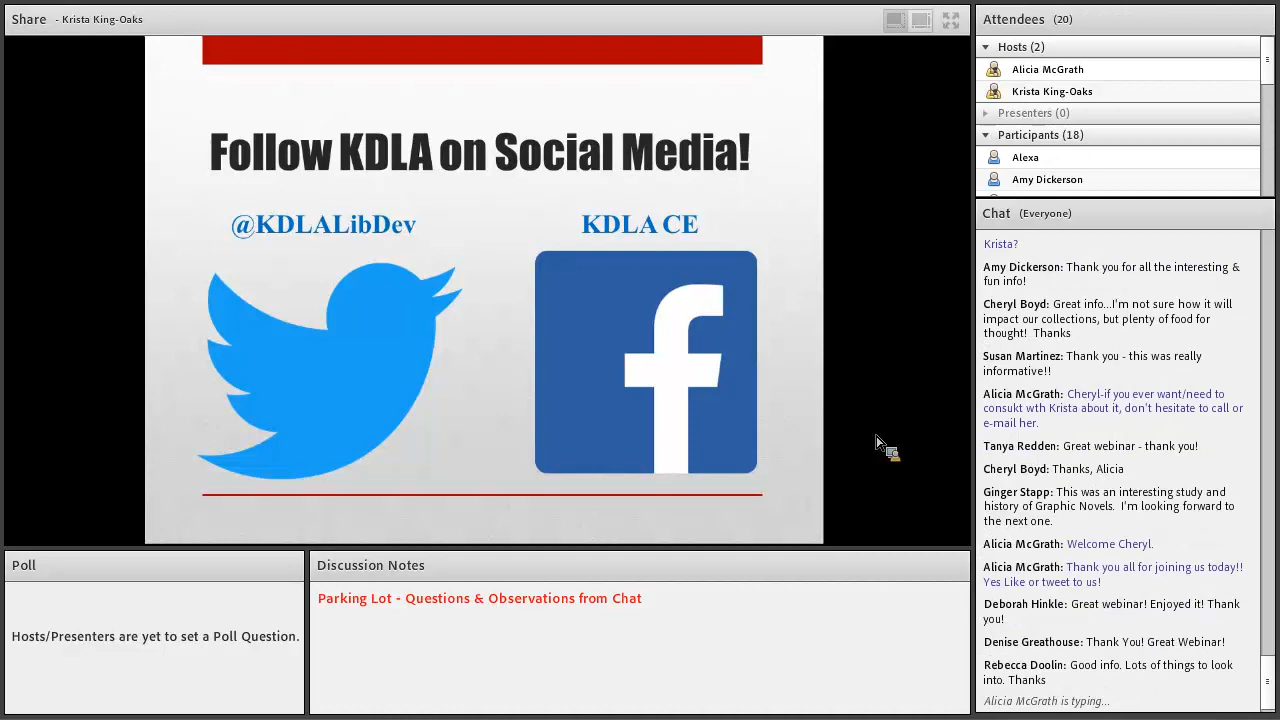 Share - Krista King-Oaks
Follow KDLA on Social Media!
@KDLALibDev
KDLA CE
f
Poll
Hosts/Presenters are yet to set a Poll Question.
Discussion Notes
Parking Lot - Questions & Observations from Chat
Attendees (20)
Hosts (2)
Alicia McGrath
Krista King-Oaks
Presenters (0)
Participants (18)
Alexa
Amy Dickerson
Chat (Everyone)
Krista?
Amy Dickerson: Thank you for all the interesting &
fun info!
Cheryl Boyd: Great info...I'm not sure how it will
impact our collections, but plenty of food for
thought! Thanks
Susan Martinez: Thank you - this was really
informative!!
Alicia McGrath: Cheryl-if you ever want/need to
consukt wth Krista about it, don't hesitate to call or
e-mail her.
Tanya Redden: Great webinar - thank you!
Cheryl Boyd: Thanks, Alicia
Ginger Stapp: This was an interesting study and
history of Graphic Novels. I'm looking forward to
the next one.
Alicia McGrath: Welcome Cheryl.
Alicia McGrath: Thank you all for joining us today!!
Yes Like or tweet to us!
Deborah Hinkle: Great webinar! Enjoyed it! Thank
you!
Denise Greathouse: Thank You! Great Webinar!
Rebecca Doolin: Good info. Lots of things to look
into. Thanks
Alicia McGrath is typing...